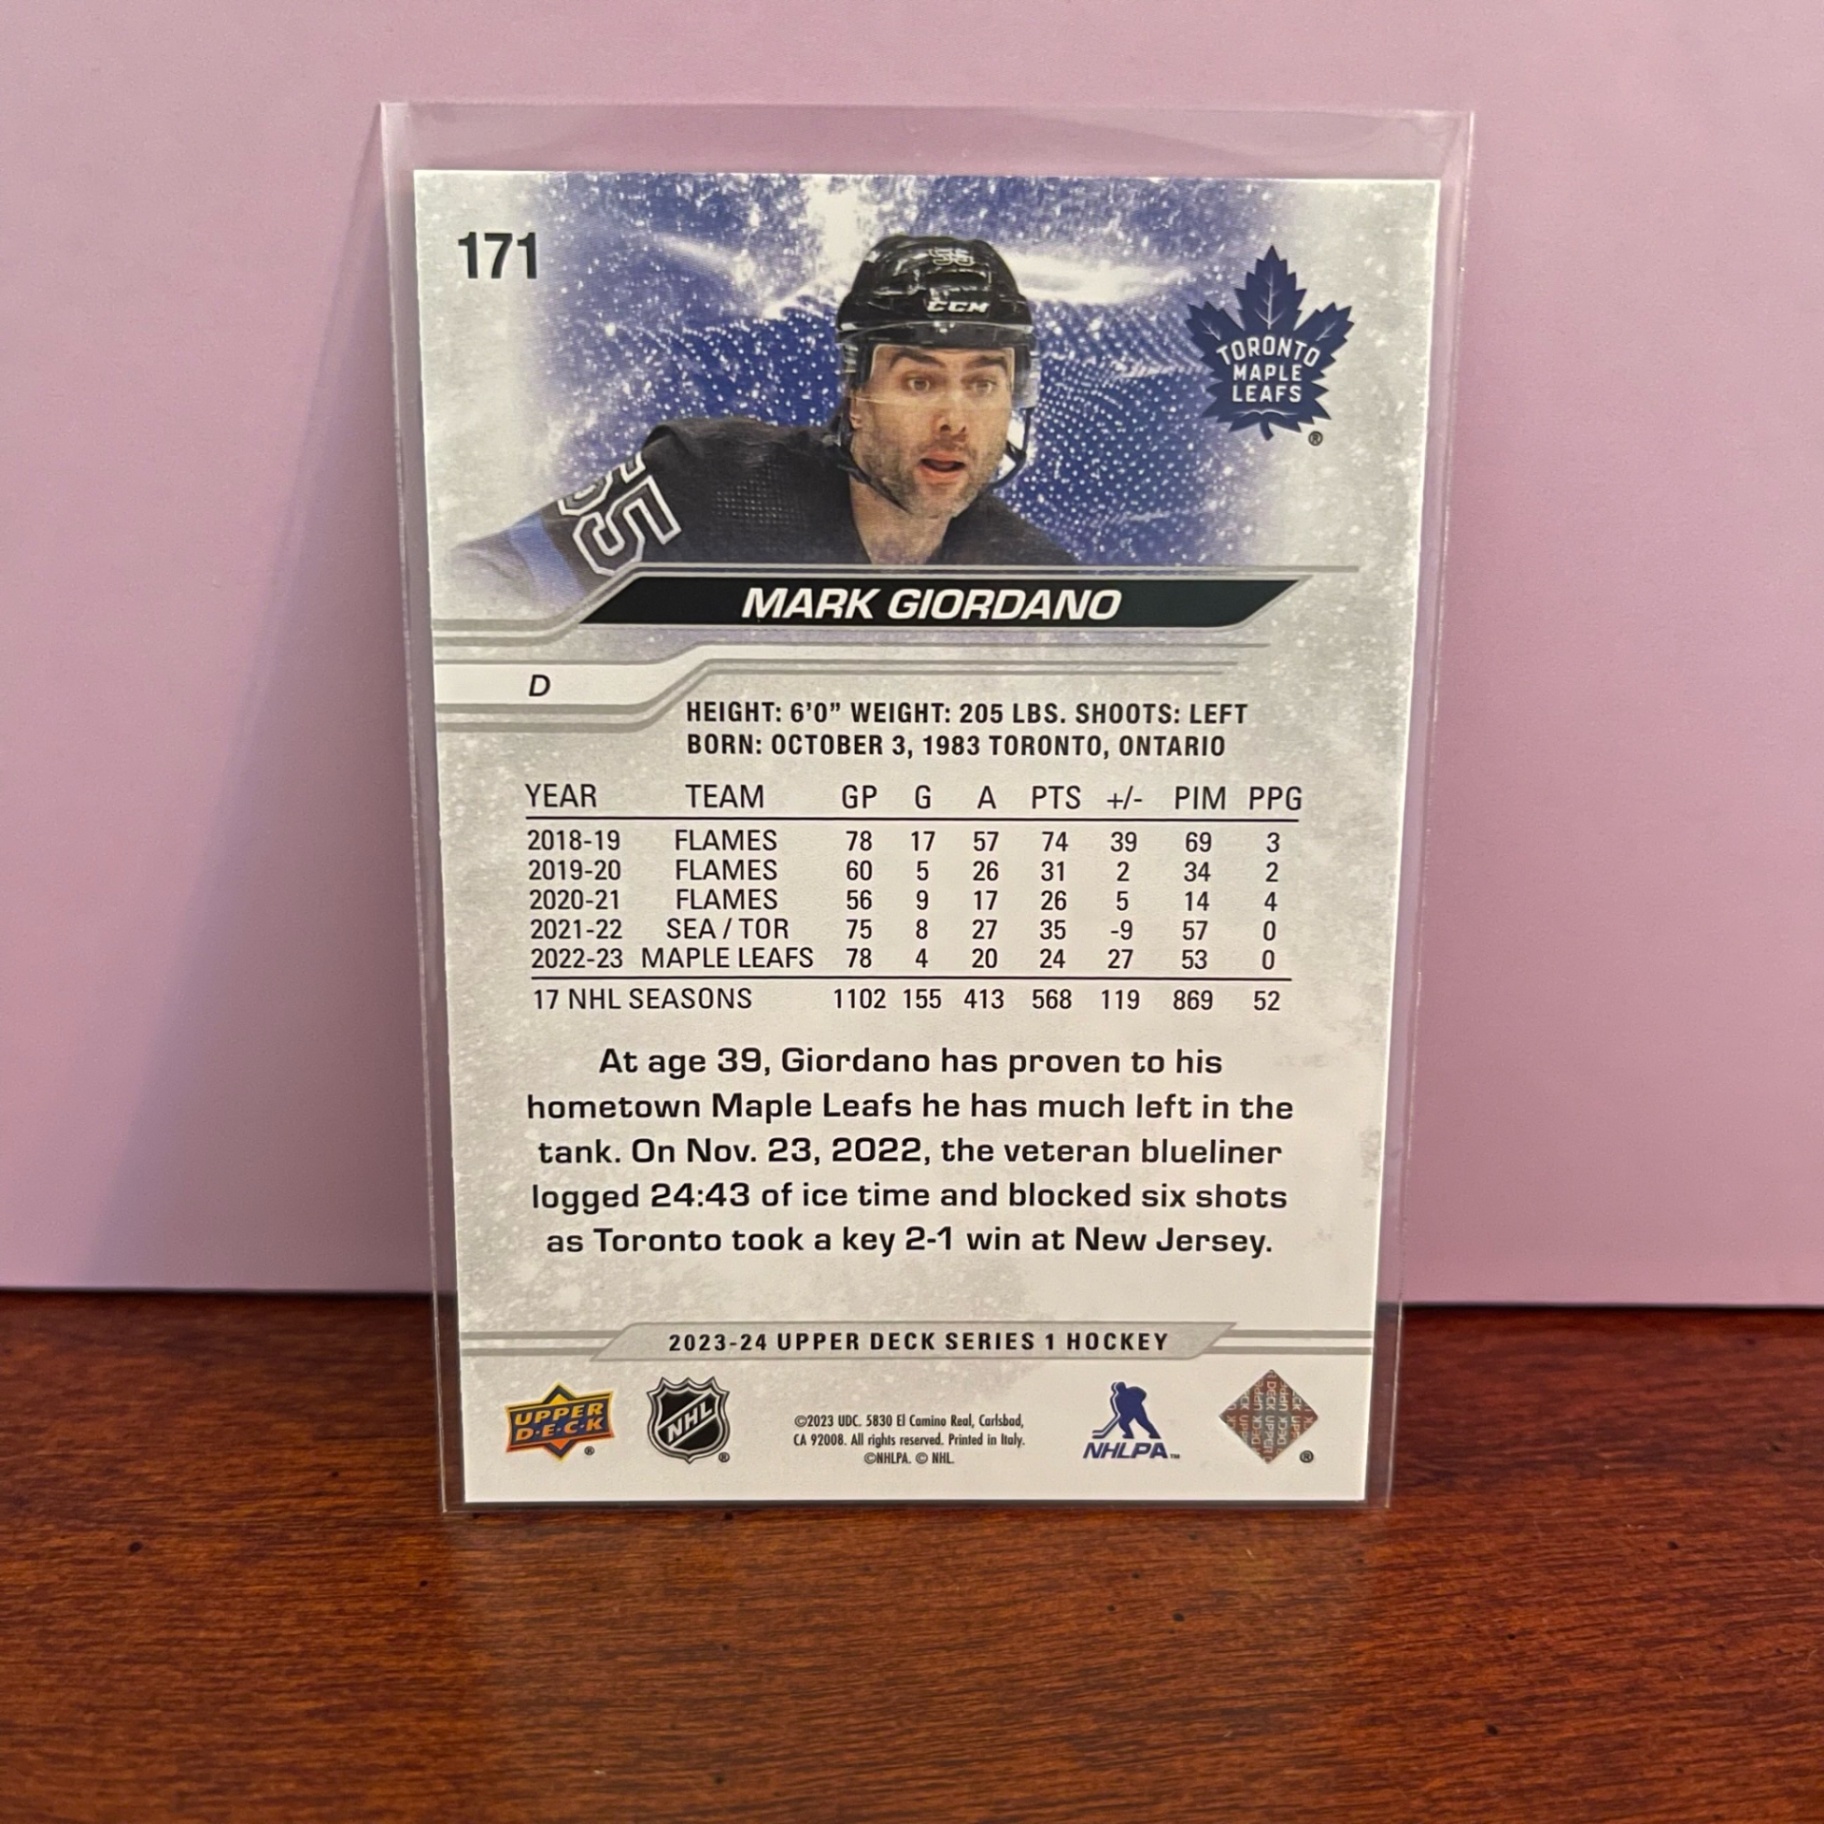 171
55
CCM
TORONTO
MAPLE
LEAFS
®
55
MARK GIORDANO
D
HEIGHT: 6'0" WEIGHT: 205 LBS. SHOOTS: LEFT
BORN: OCTOBER 3, 1983 TORONTO, ONTARIO
YEAR TEAM GP G A PTS +/- PIM PPG
2018-19 FLAMES 78 17 57 74 39 69 3
2019-20 FLAMES 60 5 26 31 2 34 2
2020-21 FLAMES 56 9 17 26 5 14 4
2021-22 SEA / TOR 75 8 27 35 -9 57 0
2022-23 MAPLE LEAFS 78 4 20 24 27 53 0
17 NHL SEASONS 1102 155 413 568 119 869 52
At age 39, Giordano has proven to his
hometown Maple Leafs he has much left in the
tank. On Nov. 23, 2022, the veteran blueliner
logged 24:43 of ice time and blocked six shots
as Toronto took a key 2-1 win at New Jersey.
2023-24 UPPER DECK SERIES 1 HOCKEY
UPPER
D·E·C·K
®
NHL
®
©2023 UDC. 5830 El Camino Real, Carlsbad,
CA 92008. All rights reserved. Printed in Italy.
©NHLPA. © NHL.
NHLPA™
®